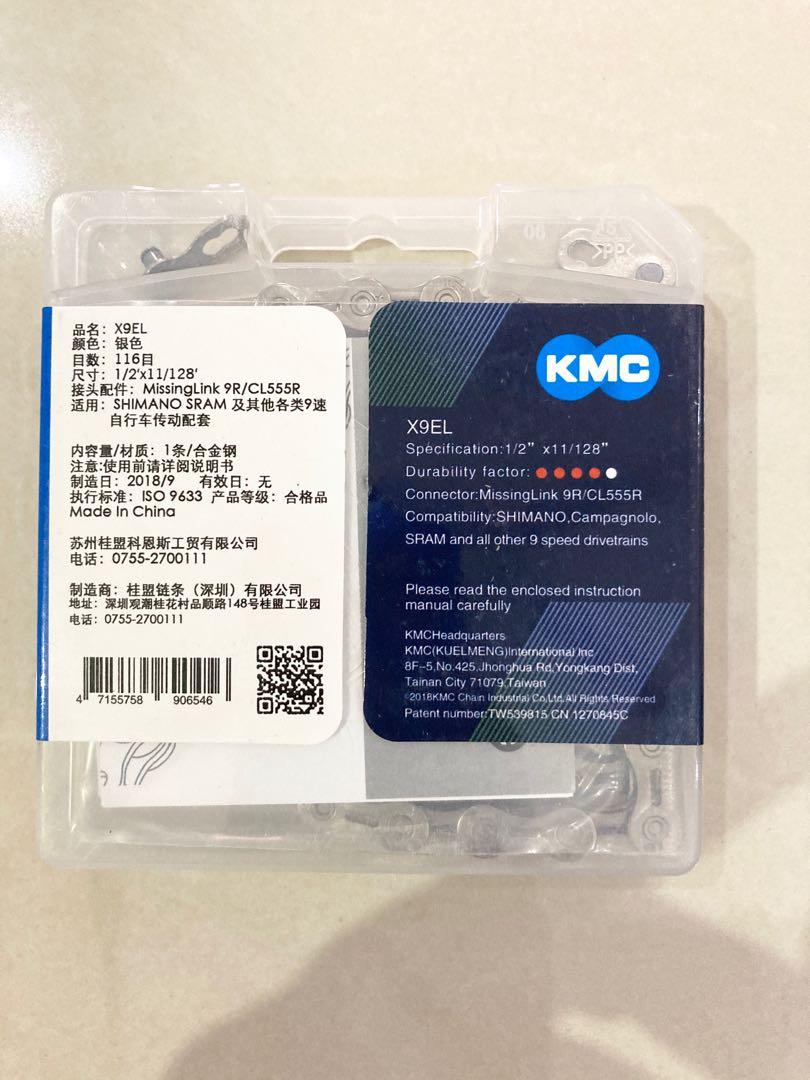 品名：X9EL
颜色：银色
目数：116目
尺寸：1/2'x11/128'
接头配件：MissingLink 9R/CL555R
适用：SHIMANO SRAM 及其他各类9速
自行车传动配套
内容量/材质：1条/合金钢
注意:使用前请详阅说明书
制造日：2018/9 有效日：无
执行标准：ISO 9633 产品等级：合格品
Made In China
苏州桂盟科恩斯工贸有限公司
电话：0755-2700111
制造商：桂盟链条（深圳）有限公司
地址：深圳观潮桂花村品顺路148号桂盟工业园
电话：0755-2700111
4 7155758 906546
08
>PP<
KMC
X9EL
Specification:1/2" x11/128"
Durability factor:
Connector:MissingLink 9R/CL555R
Compatibility:SHIMANO,Campagnolo,
SRAM and all other 9 speed drivetrains
Please read the enclosed instruction
manual carefully
KMCHeadquarters
KMC(KUELMENG)International Inc
8F-5,No.425,Jhonghua Rd.Yongkang Dist,
Tainan City 71079,Taiwan
©2018KMC Chain Industrial Co,Ltd,All Rights Reserved
Patent number:TW539815 CN 1270845C